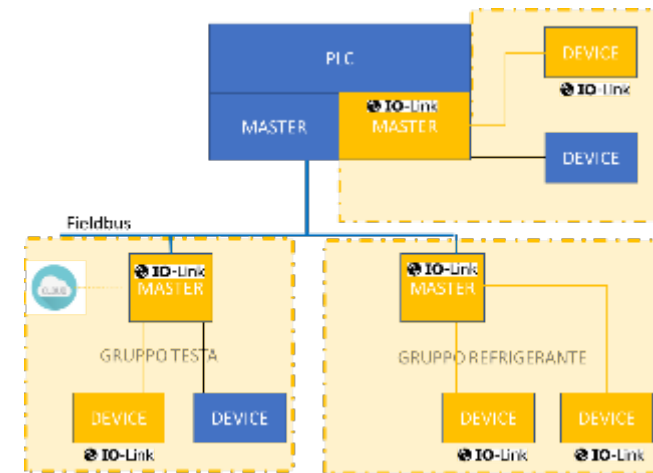 PLC
DEVICE
IO-Link
IO-Link
MASTER
MASTER
DEVICE
Fieldbus
IO-Link
MASTER
CLOUD
IO-Link
MASTER
GRUPPO TESTA
GRUPPO REFRIGERANTE
DEVICE
DEVICE
DEVICE
DEVICE
IO-Link
IO-Link
IO-Link